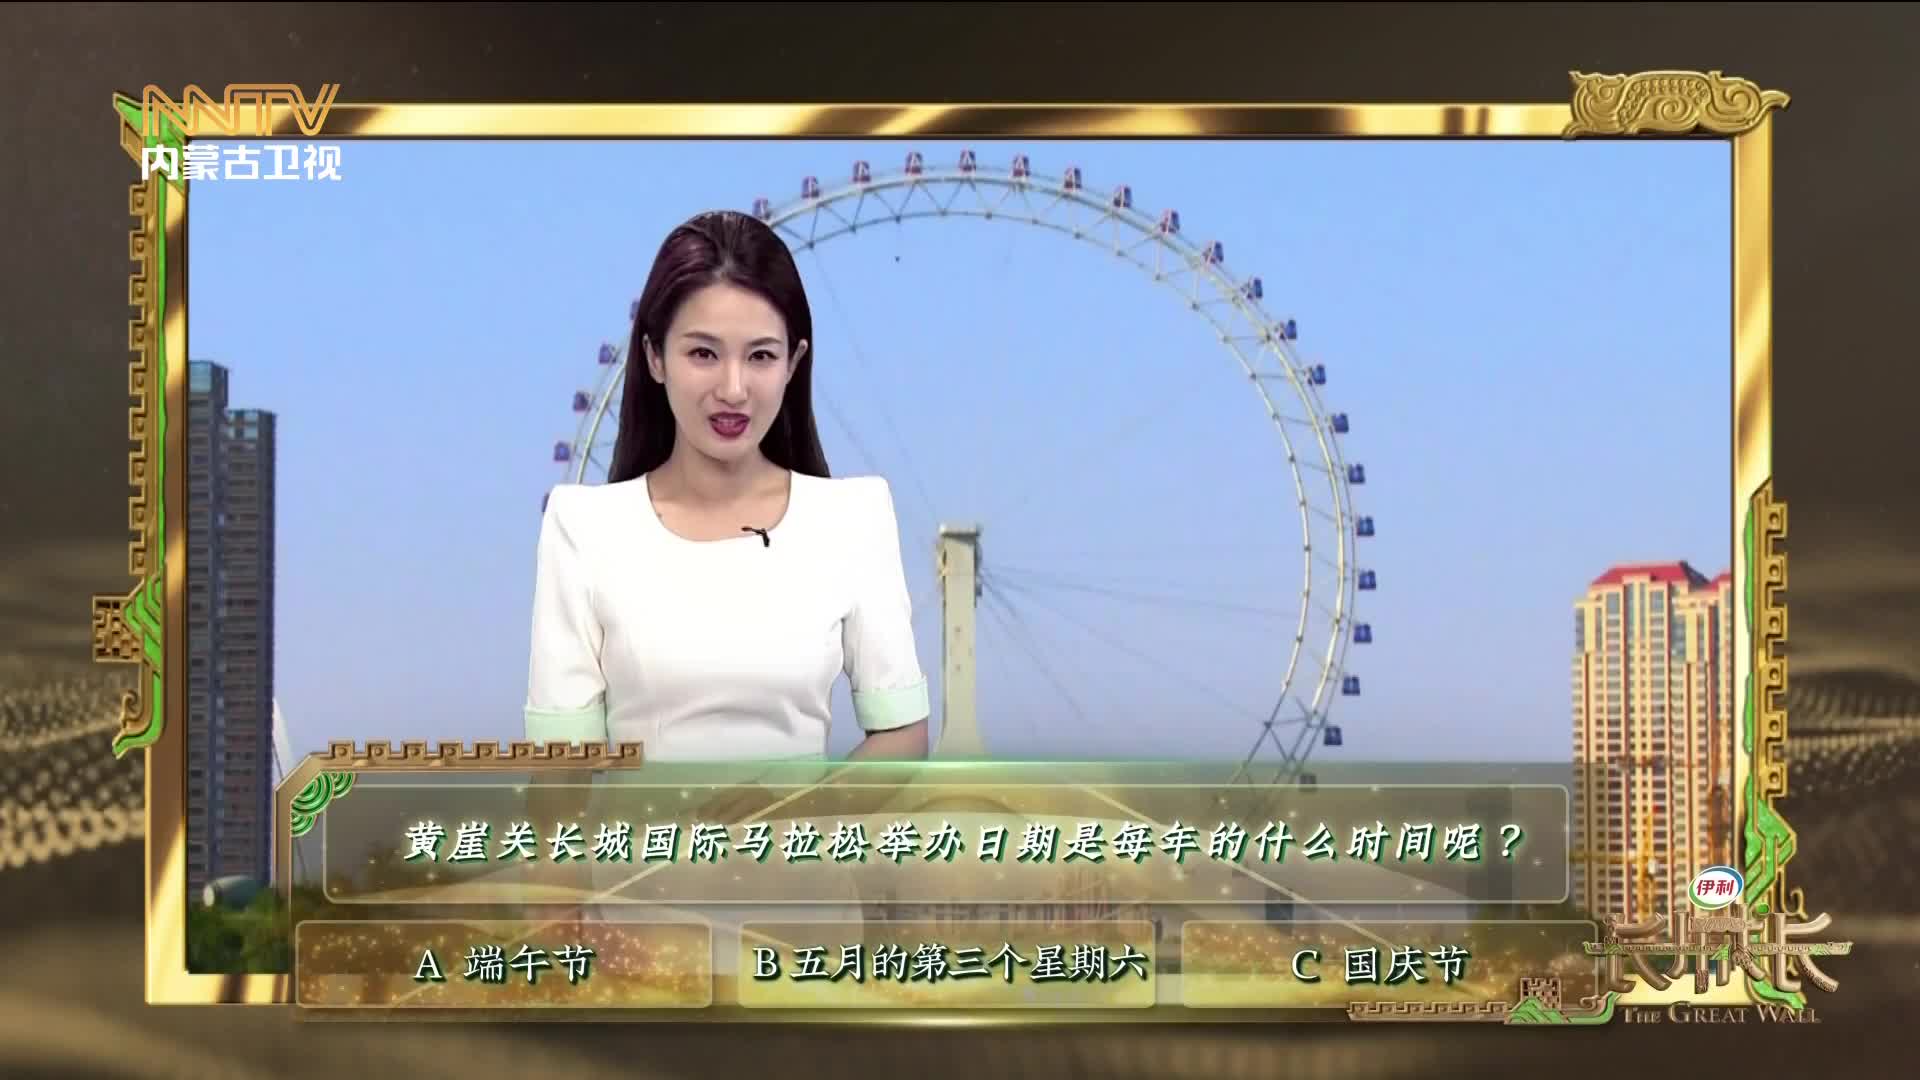 NNTV
内蒙古卫视
黄崖关长城国际马拉松举办日期是每年的什么时间呢？
A 端午节
B 五月的第三个星期六
C 国庆节
伊利
长城长
THE GREAT WALL